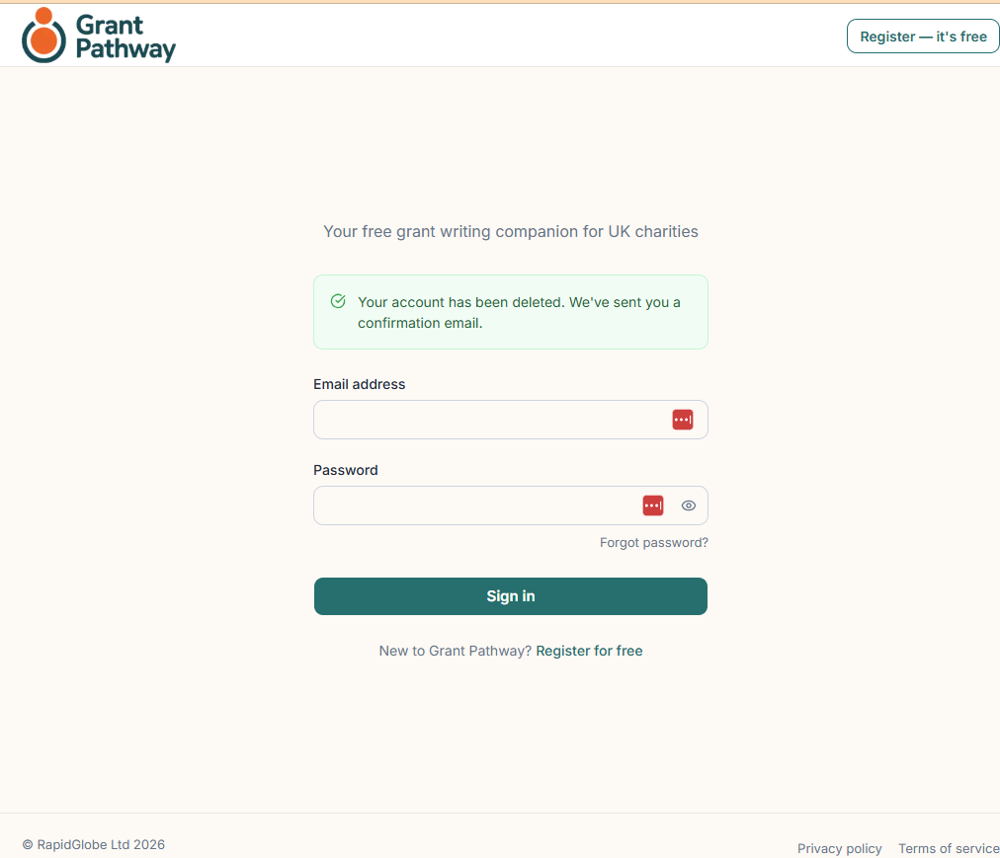 Grant
Pathway
Register — it's free
Your free grant writing companion for UK charities
Your account has been deleted. We've sent you a
confirmation email.
Email address
Password
Forgot password?
Sign in
New to Grant Pathway? Register for free
© RapidGlobe Ltd 2026
Privacy policy
Terms of service